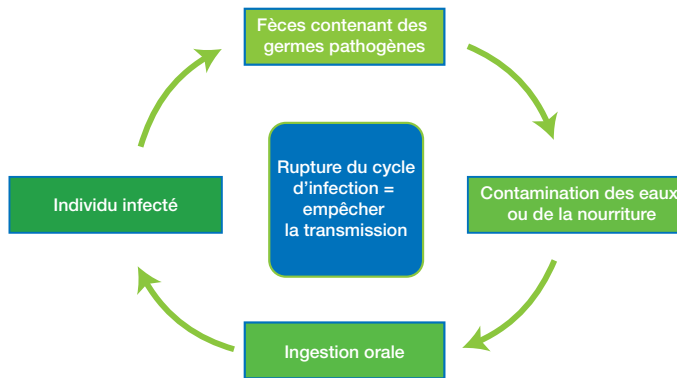 Fèces contenant des
germes pathogènes
Rupture du cycle
d'infection =
empêcher
la transmission
Individu infecté
Contamination des eaux
ou de la nourriture
Ingestion orale